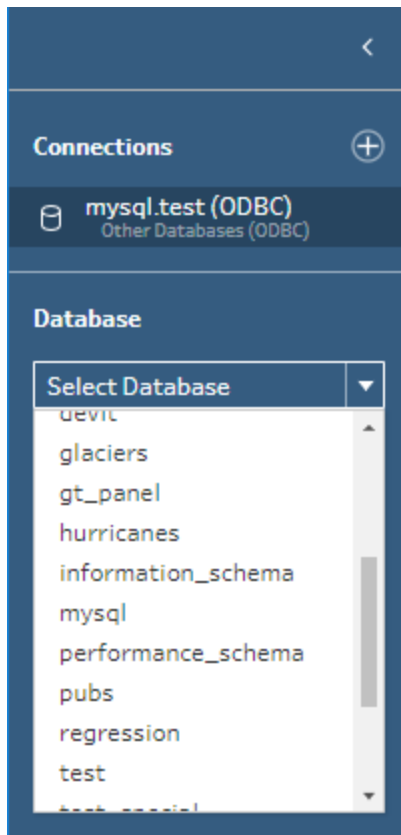 Connections
mysql.test (ODBC)
Other Databases (ODBC)
Database
Select Database
devit
glaciers
gt_panel
hurricanes
information_schema
mysql
performance_schema
pubs
regression
test